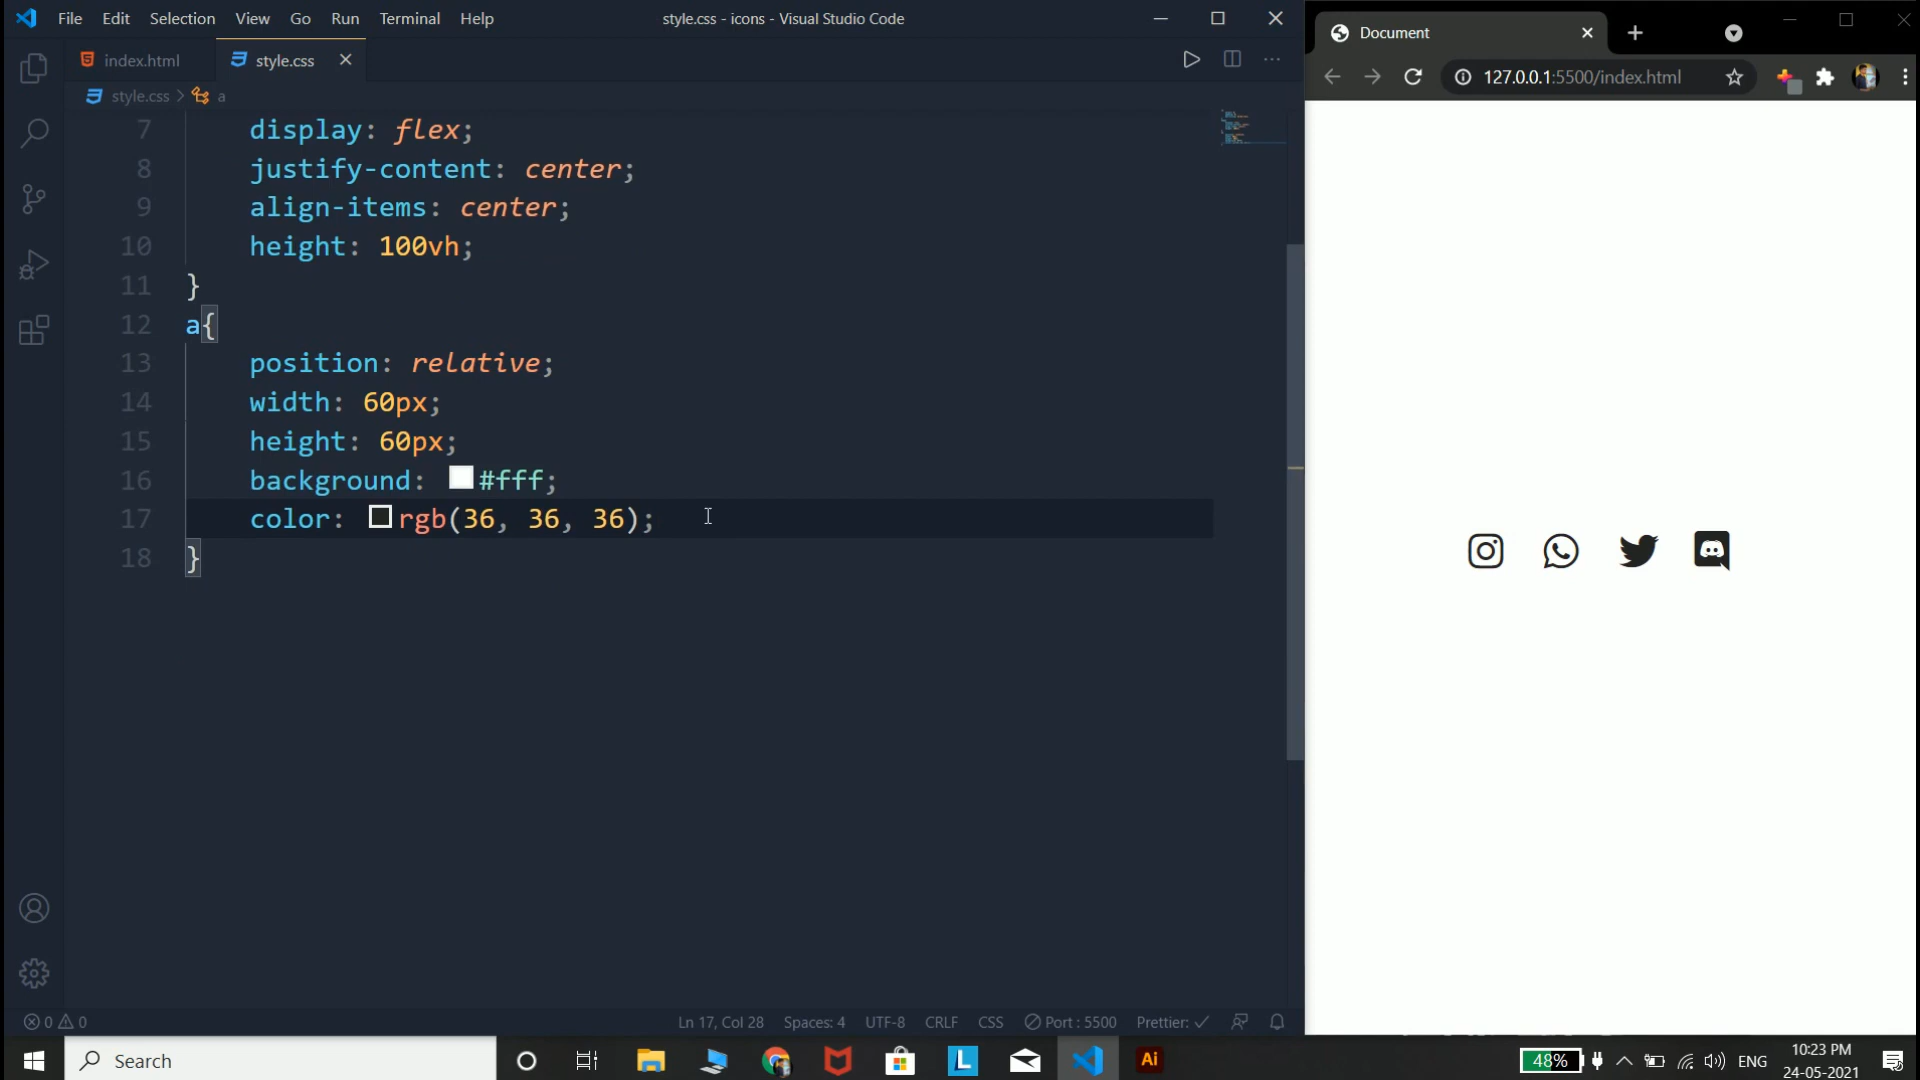 File Edit Selection View Go Run Terminal Help
style.css - icons - Visual Studio Code
index.html
style.css
style.css > a
7 display: flex;
8 justify-content: center;
9 align-items: center;
10 height: 100vh;
11 }
12 a{
13 position: relative;
14 width: 60px;
15 height: 60px;
16 background: #fff;
17 color: rgb(36, 36, 36);
18 }
0 0
Ln 17, Col 28
Spaces: 4
UTF-8
CRLF
CSS
Port : 5500
Prettier:
Document
127.0.0.1:5500/index.html
Search
L
Ai
48%
ENG
10:23 PM
24-05-2021